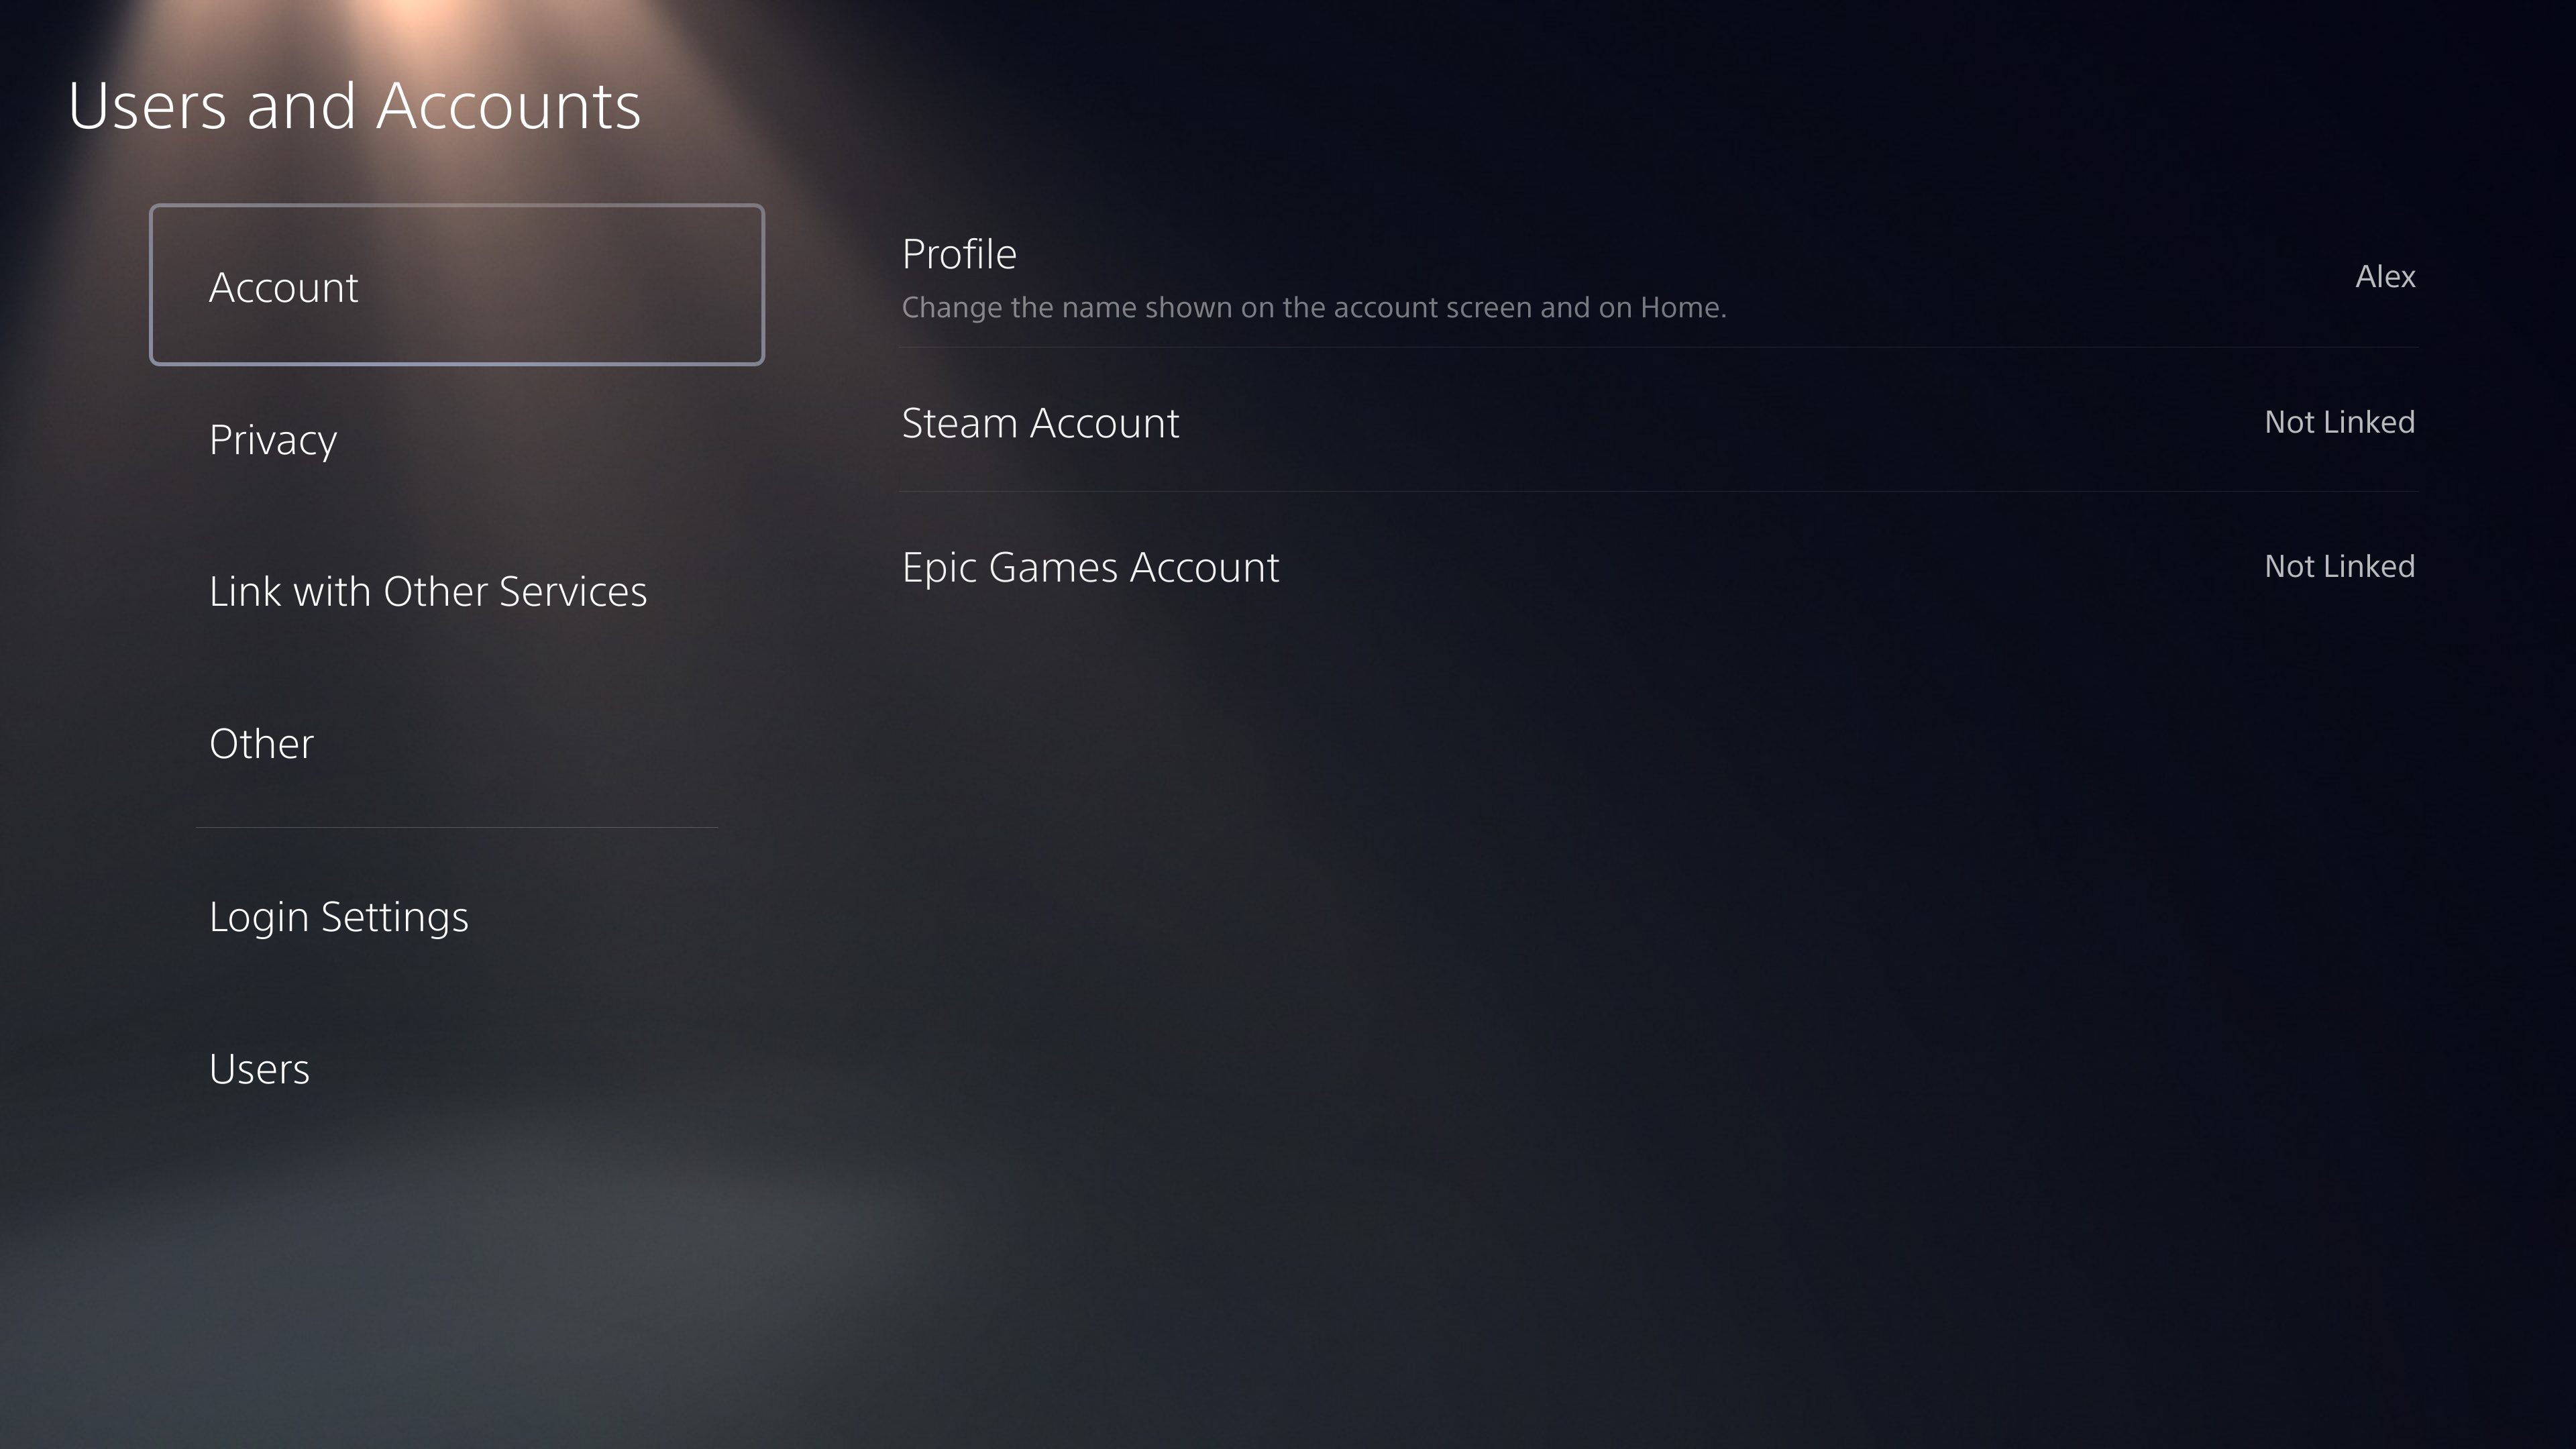 Users and Accounts
Account
Privacy
Link with Other Services
Other
Login Settings
Users
Profile
Change the name shown on the account screen and on Home.
Alex
Steam Account
Not Linked
Epic Games Account
Not Linked